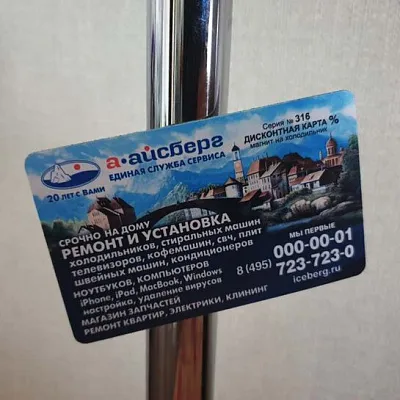 а·айсберг
ЕДИНАЯ СЛУЖБА СЕРВИСА
20 ЛЕТ с Вами
Серия № 316
ДИСКОНТНАЯ КАРТА %
МАГНИТ НА ХОЛОДИЛЬНИК
СРОЧНО НА ДОМУ
РЕМОНТ И УСТАНОВКА
холодильников, стиральных машин
телевизоров, кофемашин, свч, плит
швейных машин, кондиционеров
НОУТБУКОВ, КОМПЬЮТЕРОВ
iPhone, iPad, MacBook, Windows
настройка, удаление вирусов
МАГАЗИН ЗАПЧАСТЕЙ
РЕМОНТ КВАРТИР, ЭЛЕКТРИКИ, КЛИНИНГ
МЫ ПЕРВЫЕ
000-00-01
8 (495) 723-723-0
iceberg.ru